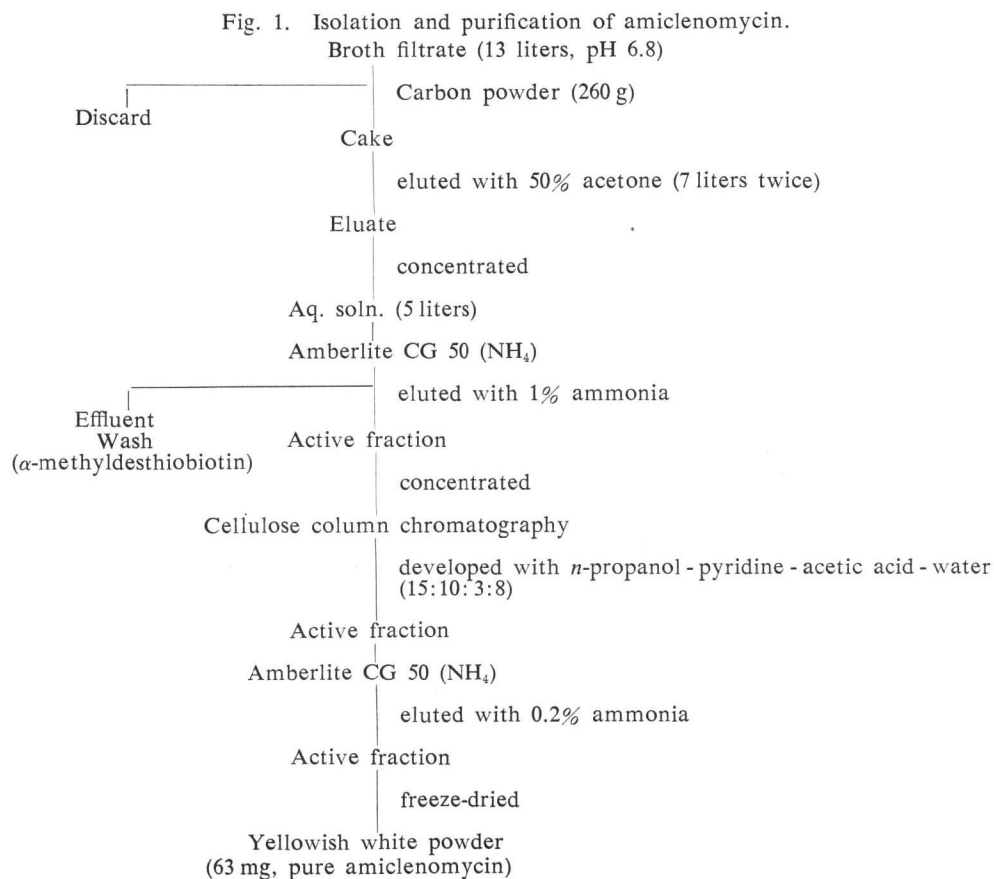 Fig. 1. Isolation and purification of amiclenomycin.
Broth filtrate (13 liters, pH 6.8)
Carbon powder (260 g)
Discard
Cake
eluted with 50% acetone (7 liters twice)
Eluate
concentrated
Aq. soln. (5 liters)
Amberlite CG 50 (NH₄)
eluted with 1% ammonia
Effluent
Wash
(α-methyldesthiobiotin)
Active fraction
concentrated
Cellulose column chromatography
developed with n-propanol - pyridine - acetic acid - water
(15:10:3:8)
Active fraction
Amberlite CG 50 (NH₄)
eluted with 0.2% ammonia
Active fraction
freeze-dried
Yellowish white powder
(63 mg, pure amiclenomycin)